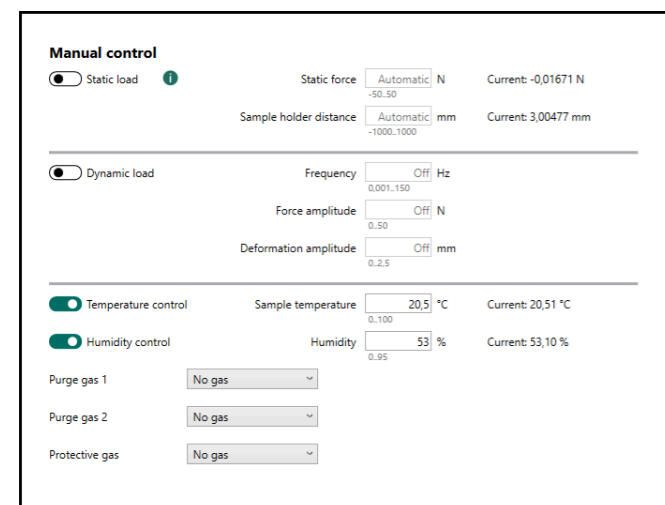 Manual control
Static load i Static force Automatic N Current: -0,01671 N
-50..50
Sample holder distance Automatic mm Current: 3,00477 mm
-1000..1000
Dynamic load Frequency Off Hz
0,001..150
Force amplitude Off N
0..50
Deformation amplitude Off mm
0..2,5
Temperature control Sample temperature 20,5 °C Current: 20,51 °C
0..100
Humidity control Humidity 53 % Current: 53,10 %
0..95
Purge gas 1 No gas
Purge gas 2 No gas
Protective gas No gas